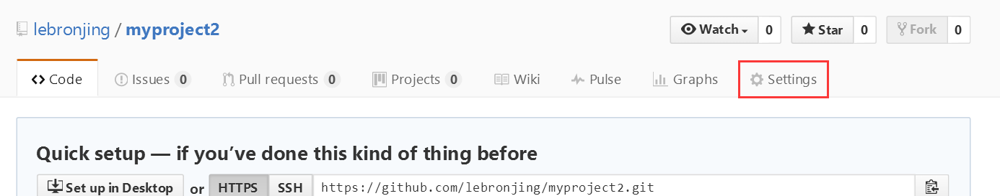 lebronjing / myproject2 Watch 0 Star 0 Fork 0
Code Issues 0 Pull requests 0 Projects 0 Wiki Pulse Graphs Settings
Quick setup — if you’ve done this kind of thing before
Set up in Desktop or HTTPS SSH https://github.com/lebronjing/myproject2.git